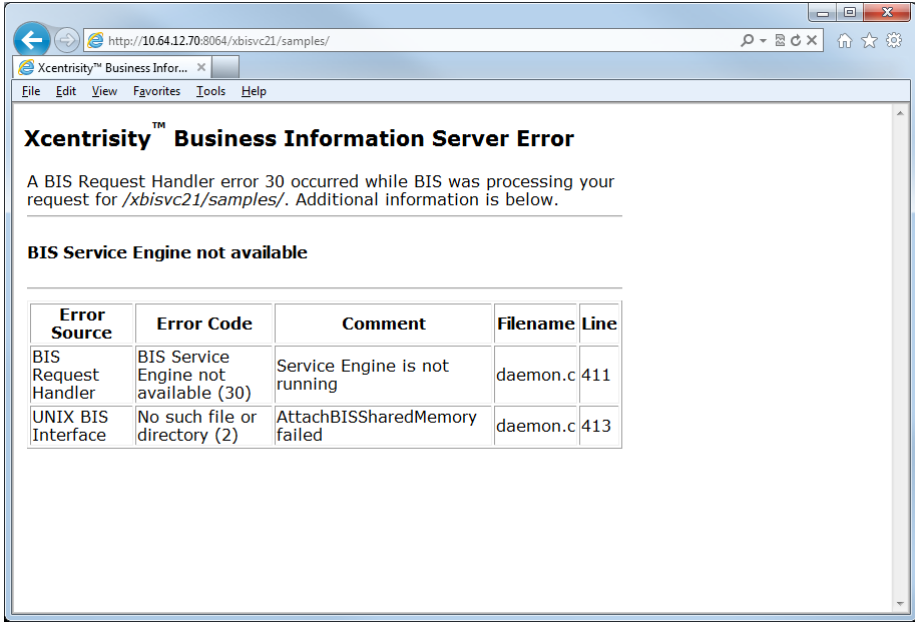 http://10.64.12.70:8064/xbisvc21/samples/
Xcentrisity™ Business Infor...
File Edit View Favorites Tools Help
Xcentrisity™ Business Information Server Error
A BIS Request Handler error 30 occurred while BIS was processing your
request for /xbisvc21/samples/. Additional information is below.
BIS Service Engine not available
Error Source Error Code Comment Filename Line
BIS Request Handler BIS Service Engine not available (30) Service Engine is not running daemon.c 411
UNIX BIS Interface No such file or directory (2) AttachBISSharedMemory failed daemon.c 413